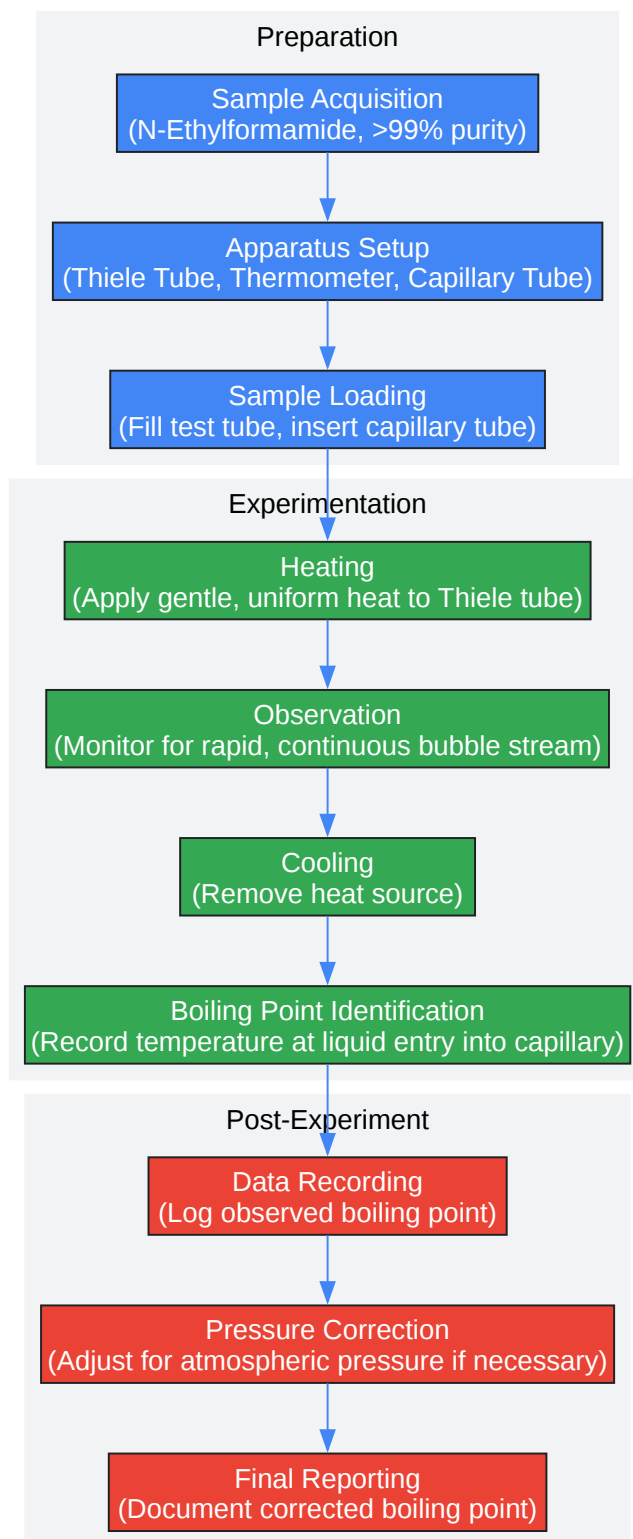 Preparation
Sample Acquisition
(N-Ethylformamide, >99% purity)
Apparatus Setup
(Thiele Tube, Thermometer, Capillary Tube)
Sample Loading
(Fill test tube, insert capillary tube)
Experimentation
Heating
(Apply gentle, uniform heat to Thiele tube)
Observation
(Monitor for rapid, continuous bubble stream)
Cooling
(Remove heat source)
Boiling Point Identification
(Record temperature at liquid entry into capillary)
Post-Experiment
Data Recording
(Log observed boiling point)
Pressure Correction
(Adjust for atmospheric pressure if necessary)
Final Reporting
(Document corrected boiling point)